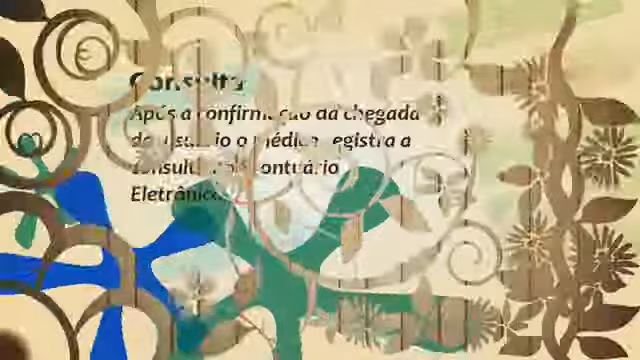 Consulta
Após a confirmação da chegada
do usuário o médico registra a
consulta no Prontuário
Eletrônico.